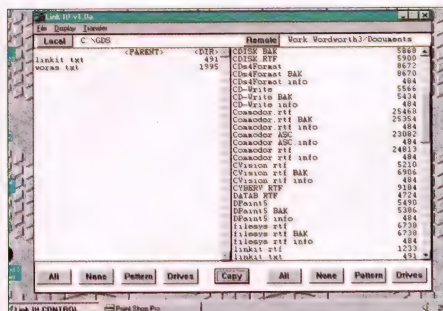 Link It! v1.0a
File Display Transfer
Local C \GDS
Remote Work Wordworth3/Documents
<PARENT> <DIR>
linkit txt 491
woras txt 1995
CDISK BAK 5868
CDISK RTF 5900
CDs4Format 8672
CDs4Format BAK 8670
CDs4Format info 484
CD-Write 5566
CD-Write BAK 5434
CD-Write info 484
Commodor.rtf 25468
Commodor.rtf BAK 25354
Commodor.rtf info 484
Commodor ASC 23082
Commodor ASC info 484
Commodor rtf 24813
Commodor rtf info 484
CVision rtf 5210
CVision rtf BAK 6906
CVision rtf info 484
CYBERV RTF 9184
DATAB RTF 4724
DPaint5 5490
DPaint5 BAK 5386
DPaint5 info 484
filesys rtf 6738
filesys rtf BAK 6738
filesys rtf info 484
linkit rtf 1233
linkit txt 491
All None Pattern Drives Copy All None Pattern Drives
Link It! CONTROL Paint Shop Pro